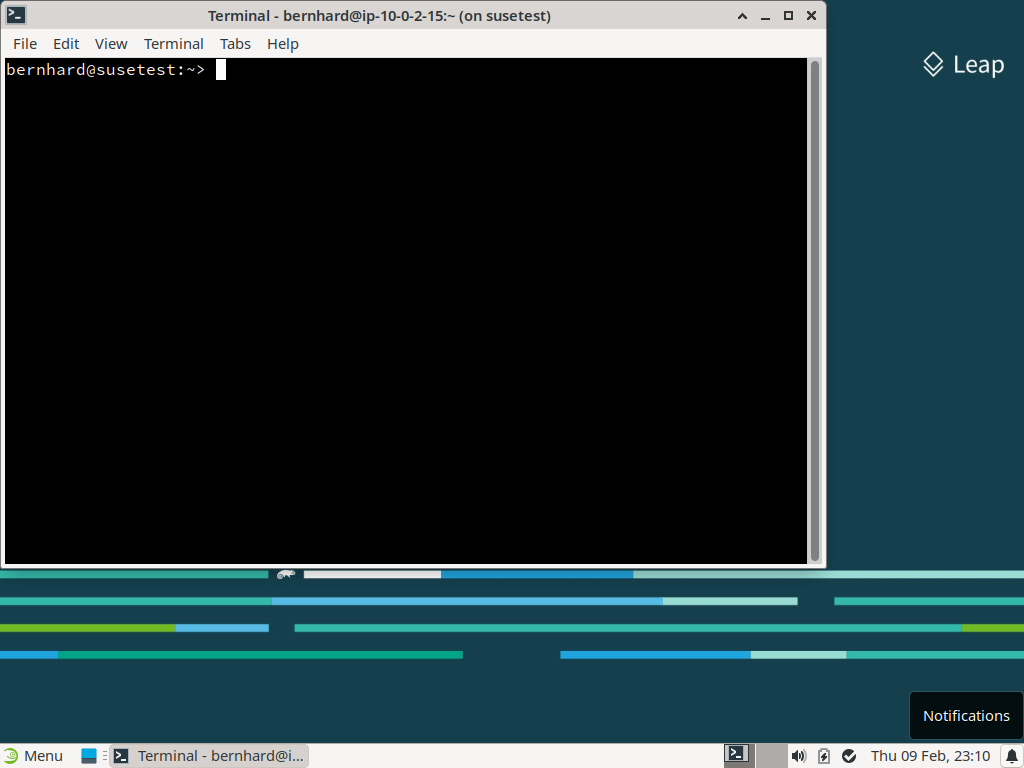 Terminal - bernhard@ip-10-0-2-15:~ (on susetest)
File Edit View Terminal Tabs Help
bernhard@susetest:~>
Leap
Notifications
Menu
Terminal - bernhard@i...
Thu 09 Feb, 23:10